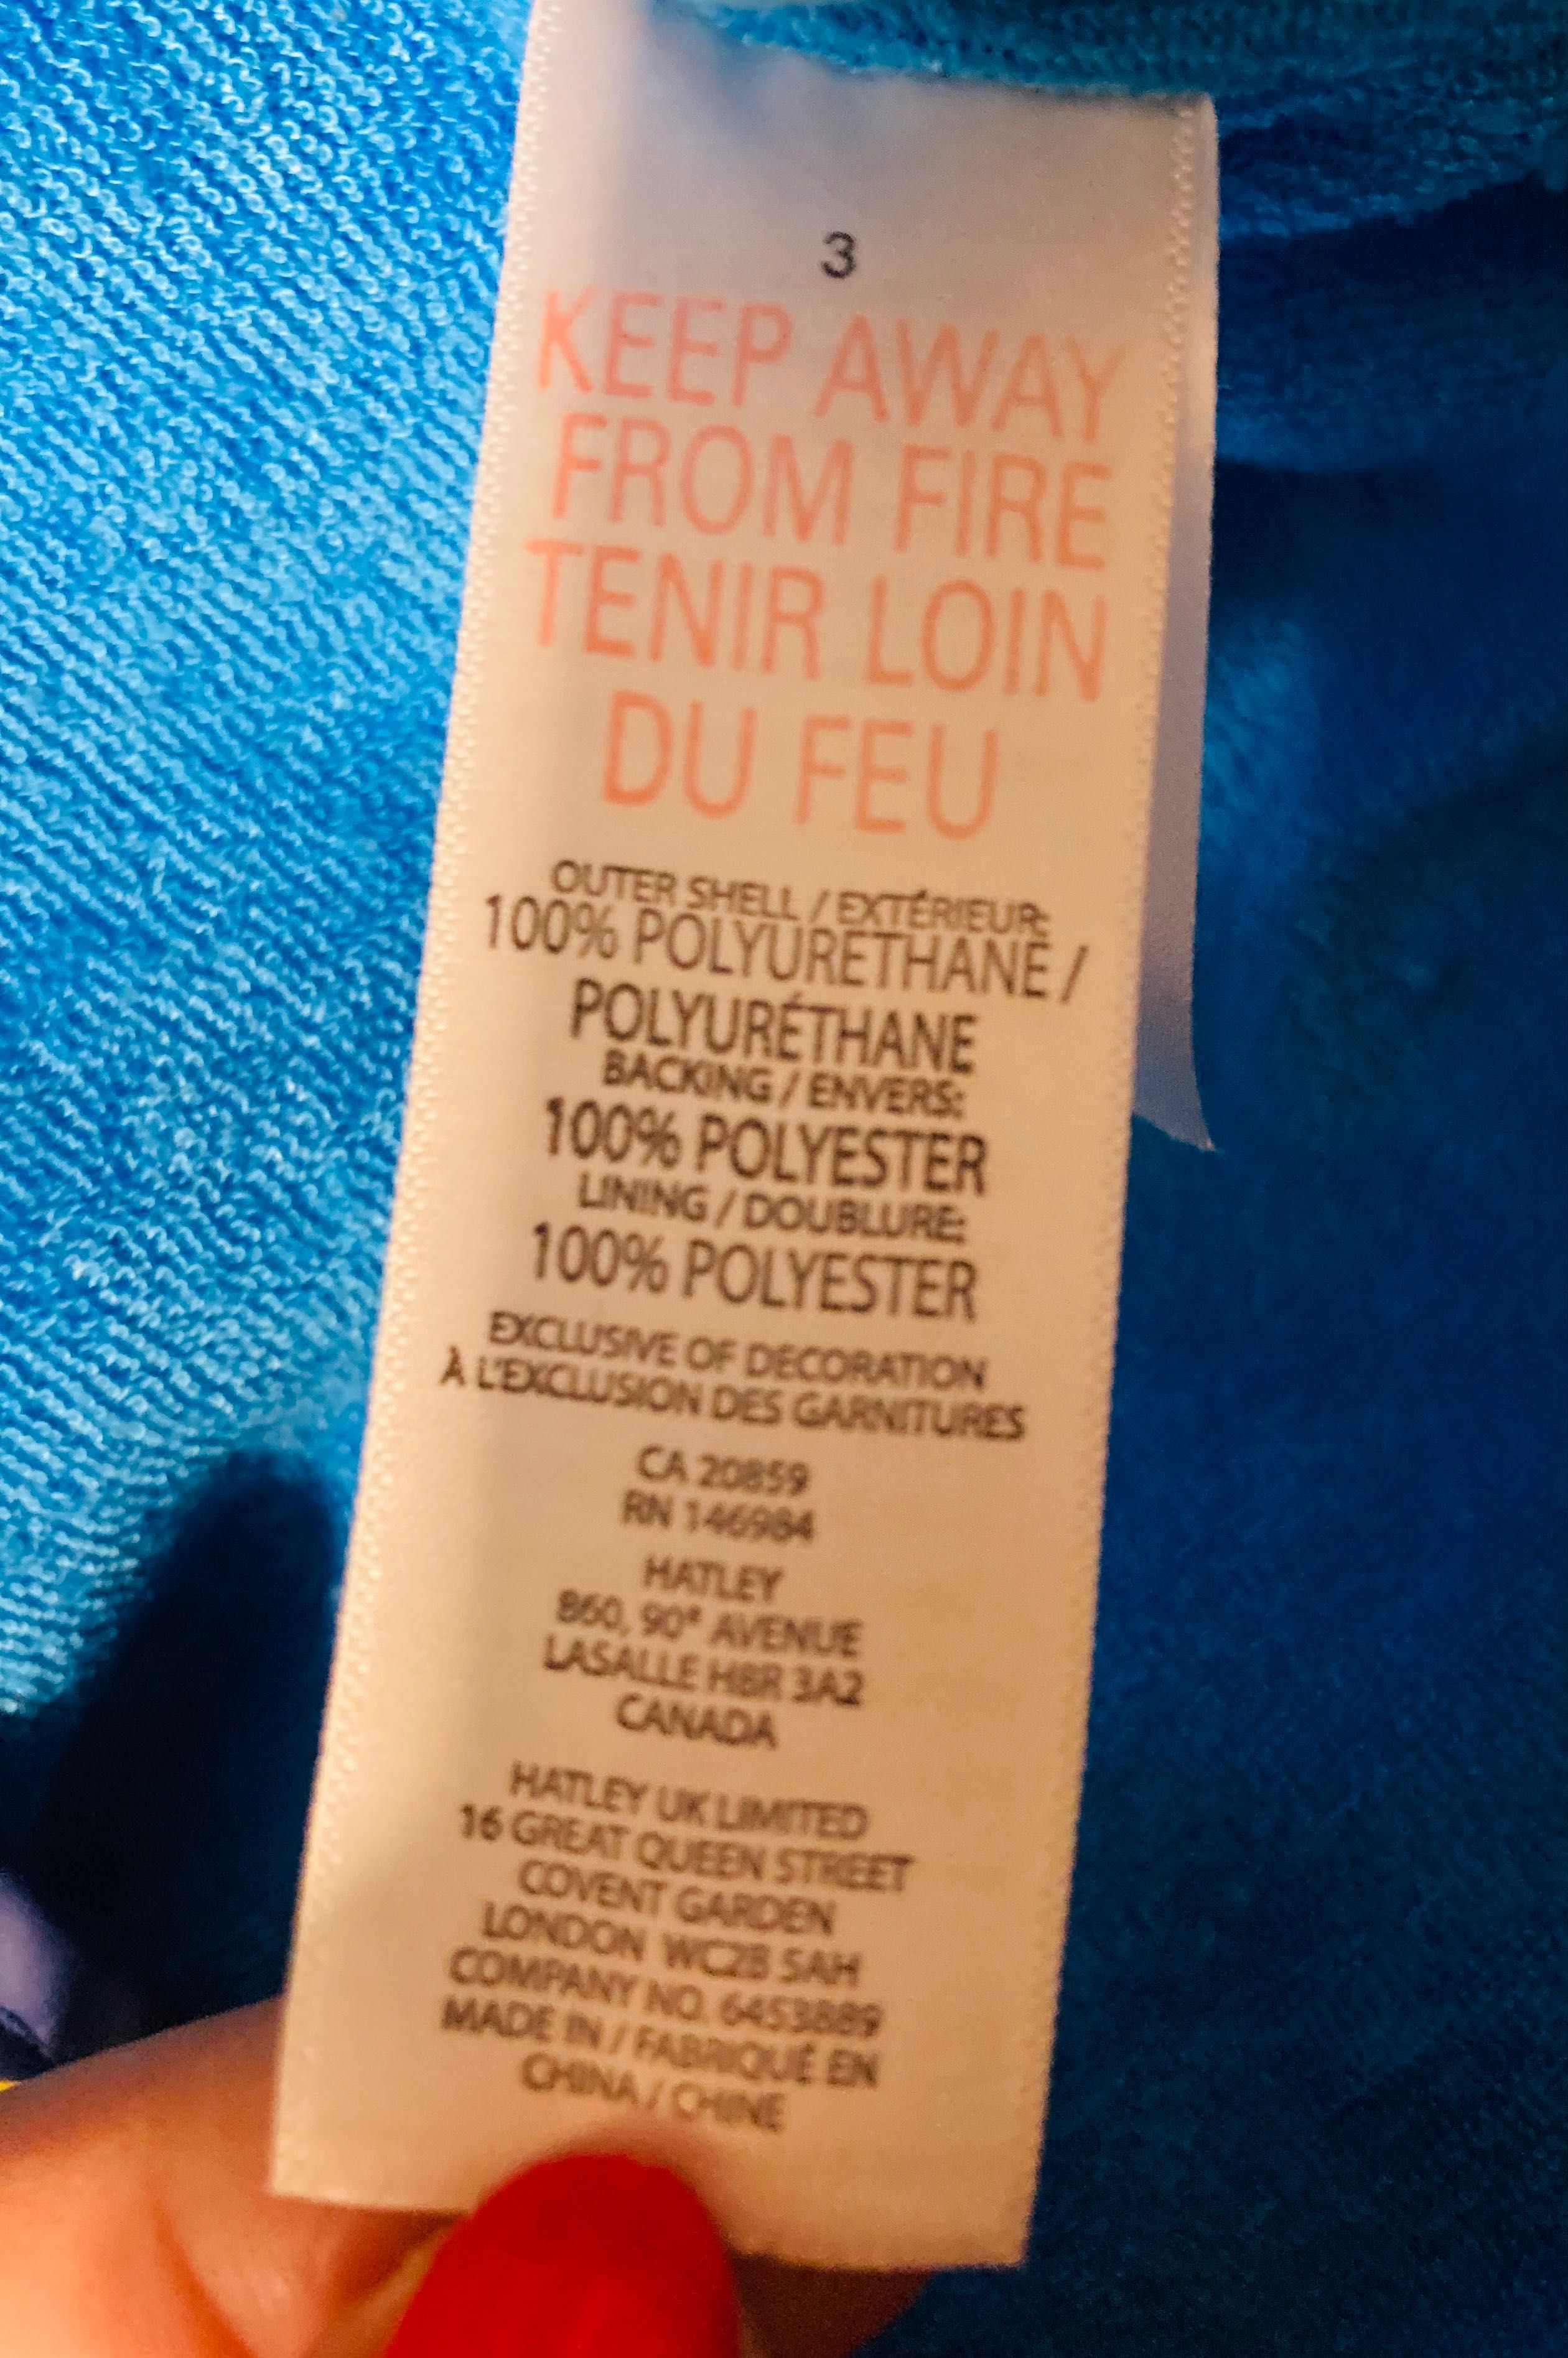 3
KEEP AWAY
FROM FIRE
TENIR LOIN
DU FEU
OUTER SHELL / EXTÉRIEUR:
100% POLYURETHANE /
POLYURÉTHANE
BACKING / ENVERS:
100% POLYESTER
LINING / DOUBLURE:
100% POLYESTER
EXCLUSIVE OF DECORATION
À L'EXCLUSION DES GARNITURES
CA 20859
RN 146984
HATLEY
860, 90e AVENUE
LASALLE H8R 3A2
CANADA
HATLEY UK LIMITED
16 GREAT QUEEN STREET
COVENT GARDEN
LONDON WC2B 5AH
COMPANY NO. 6453889
MADE IN / FABRIQUÉ EN
CHINA / CHINE